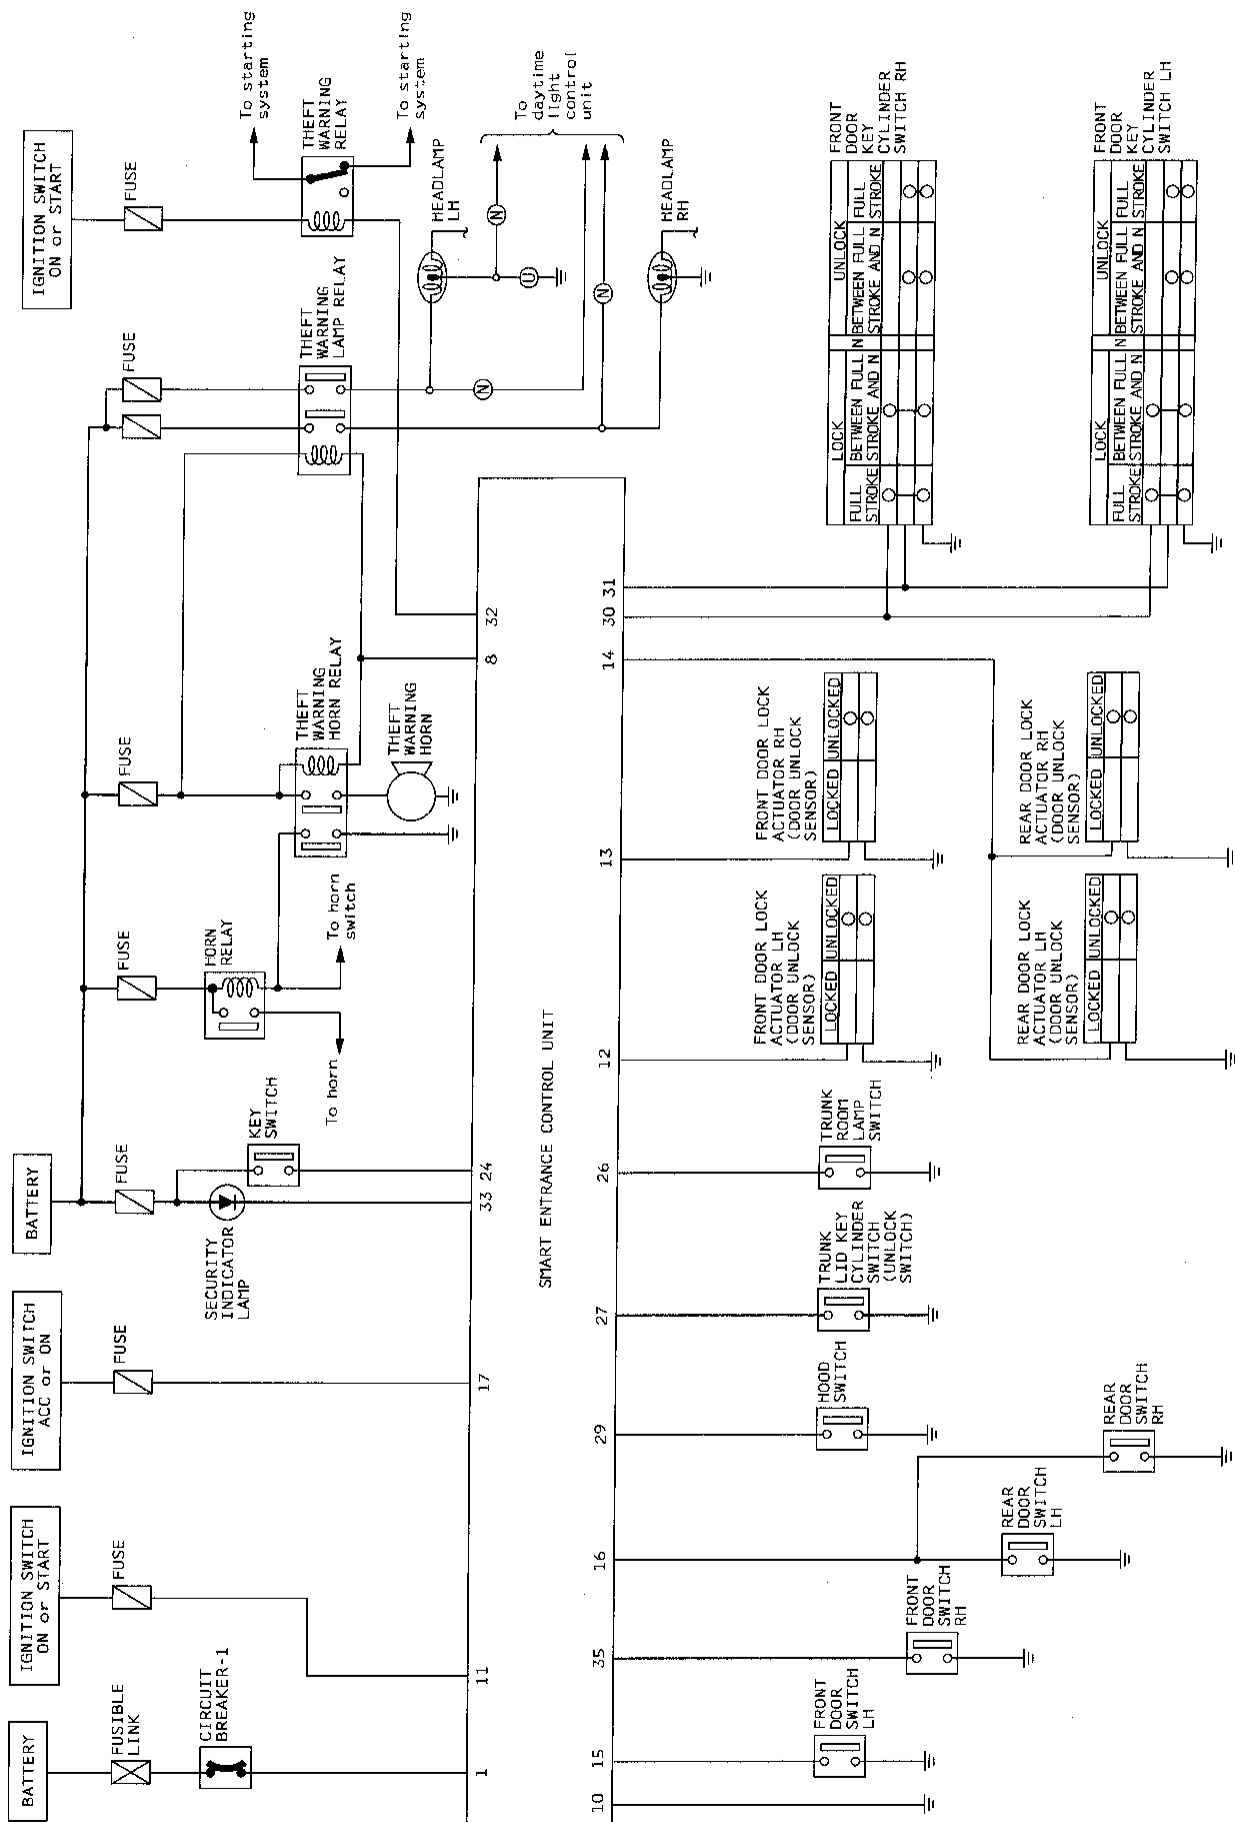 BATTERY
FUSIBLE
LINK
CIRCUIT
BREAKER-1
1
IGNITION SWITCH
ON or START
FUSE
11
IGNITION SWITCH
ACC or ON
FUSE
17
BATTERY
FUSE
SECURITY
INDICATOR
LAMP
33
KEY
SWITCH
24
FUSE
HORN
RELAY
To horn
To horn
switch
FUSE
THEFT
WARNING
HORN RELAY
THEFT
WARNING
HORN
8
32
FUSE
THEFT
WARNING
LAMP RELAY
IGNITION SWITCH
ON or START
FUSE
THEFT
WARNING
RELAY
To starting
system
To starting
system
HEADLAMP
LH
N
U
N
N
To
daytime
light
control
unit
HEADLAMP
RH
SMART ENTRANCE CONTROL UNIT
10
15
35
16
29
27
26
12
13
14
30
31
FRONT
DOOR
SWITCH
LH
FRONT
DOOR
SWITCH
RH
REAR
DOOR
SWITCH
LH
REAR
DOOR
SWITCH
RH
HOOD
SWITCH
TRUNK
LID KEY
CYLINDER
SWITCH
(UNLOCK
SWITCH)
TRUNK
ROOM
LAMP
SWITCH
FRONT DOOR LOCK
ACTUATOR LH
(DOOR UNLOCK
SENSOR)
LOCKED UNLOCKED
FRONT DOOR LOCK
ACTUATOR RH
(DOOR UNLOCK
SENSOR)
LOCKED UNLOCKED
REAR DOOR LOCK
ACTUATOR LH
(DOOR UNLOCK
SENSOR)
LOCKED UNLOCKED
REAR DOOR LOCK
ACTUATOR RH
(DOOR UNLOCK
SENSOR)
LOCKED UNLOCKED
FRONT
DOOR
KEY
CYLINDER
SWITCH RH
LOCK UNLOCK
FULL BETWEEN FULL N BETWEEN FULL FULL
STROKE STROKE AND N STROKE AND N STROKE
FRONT
DOOR
KEY
CYLINDER
SWITCH LH
LOCK UNLOCK
FULL BETWEEN FULL N BETWEEN FULL FULL
STROKE STROKE AND N STROKE AND N STROKE